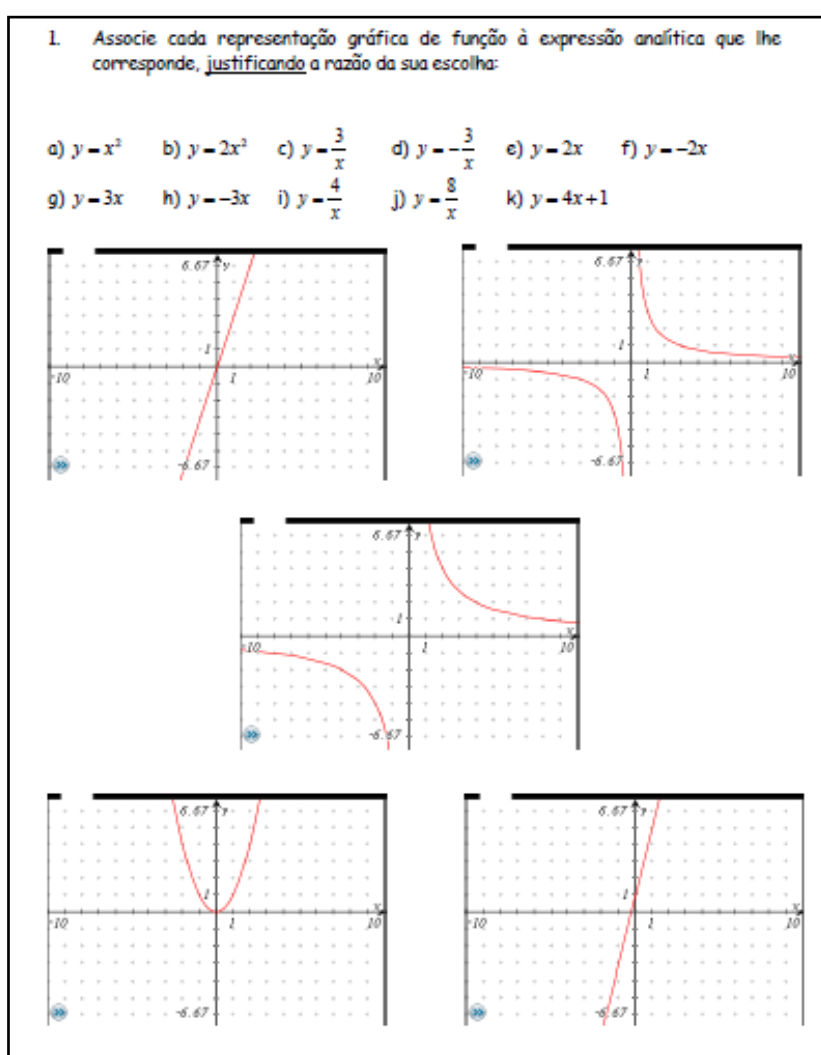 1. Associe cada representação gráfica de função à expressão analítica que lhe
corresponde, justificando a razão da sua escolha:
a) y = x² b) y = 2x² c) y = 3/x d) y = -3/x e) y = 2x f) y = -2x
g) y = 3x h) y = -3x i) y = 4/x j) y = 8/x k) y = 4x+1
6.67 y
1
x
-10 1 10
-6.67
6.67 y
1
x
-10 1 10
-6.67
6.67 y
1
x
-10 1 10
-6.67
6.67 y
1
x
-10 1 10
-6.67
6.67 y
1
x
-10 1 10
-6.67